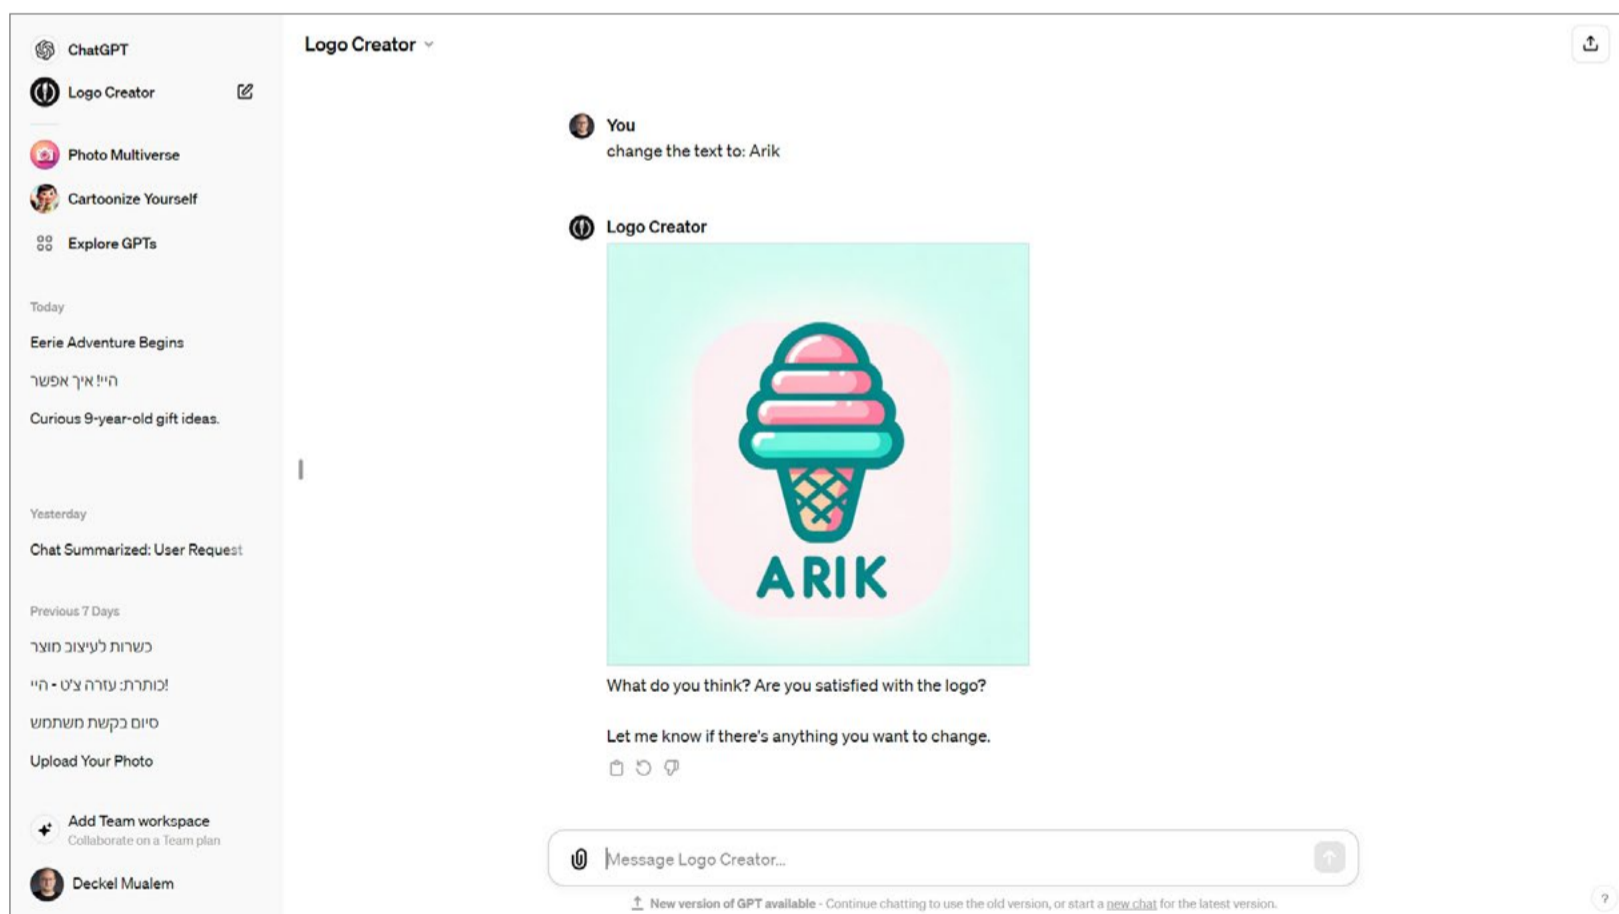 ChatGPT
Logo Creator
Photo Multiverse
Cartoonize Yourself
Explore GPTs
Today
Eerie Adventure Begins
היי! איך אפשר
Curious 9-year-old gift ideas.
Yesterday
Chat Summarized: User Request
Previous 7 Days
כשרות לעיצוב מוצר
כותרת: עזרה צ'ט - היי!
סיום בקשת משתמש
Upload Your Photo
Add Team workspace
Collaborate on a Team plan
Deckel Mualem
Logo Creator
You
change the text to: Arik
Logo Creator
ARIK
What do you think? Are you satisfied with the logo?
Let me know if there's anything you want to change.
Message Logo Creator...
New version of GPT available - Continue chatting to use the old version, or start a new chat for the latest version.
?